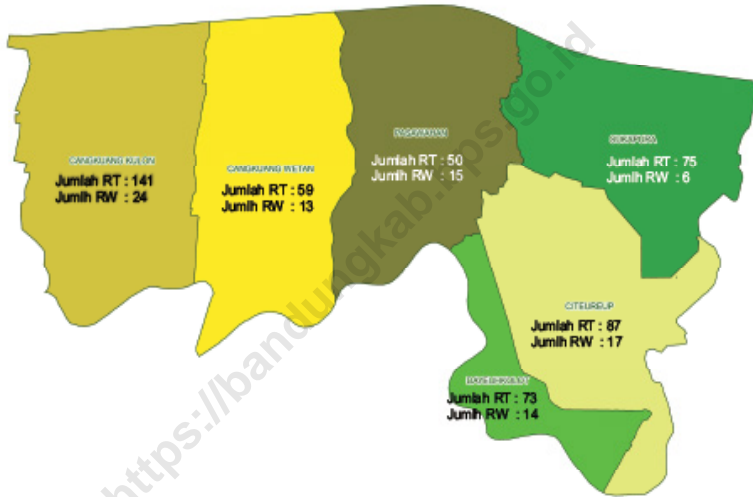 CANGKUANG KULON
Jumlah RT : 141
Jumlh RW : 24
CANGKUANG WETAN
Jumlah RT : 59
Jumlh RW : 13
PASAWAHAN
Jumlah RT : 50
Jumlh RW : 15
SUKAPURA
Jumlah RT : 75
Jumlh RW : 6
CITEUREUP
Jumlah RT : 87
Jumlh RW : 17
DAYEUHKOLOT
Jumlah RT : 73
Jumlh RW : 14
https://bandungkab.bps.go.id